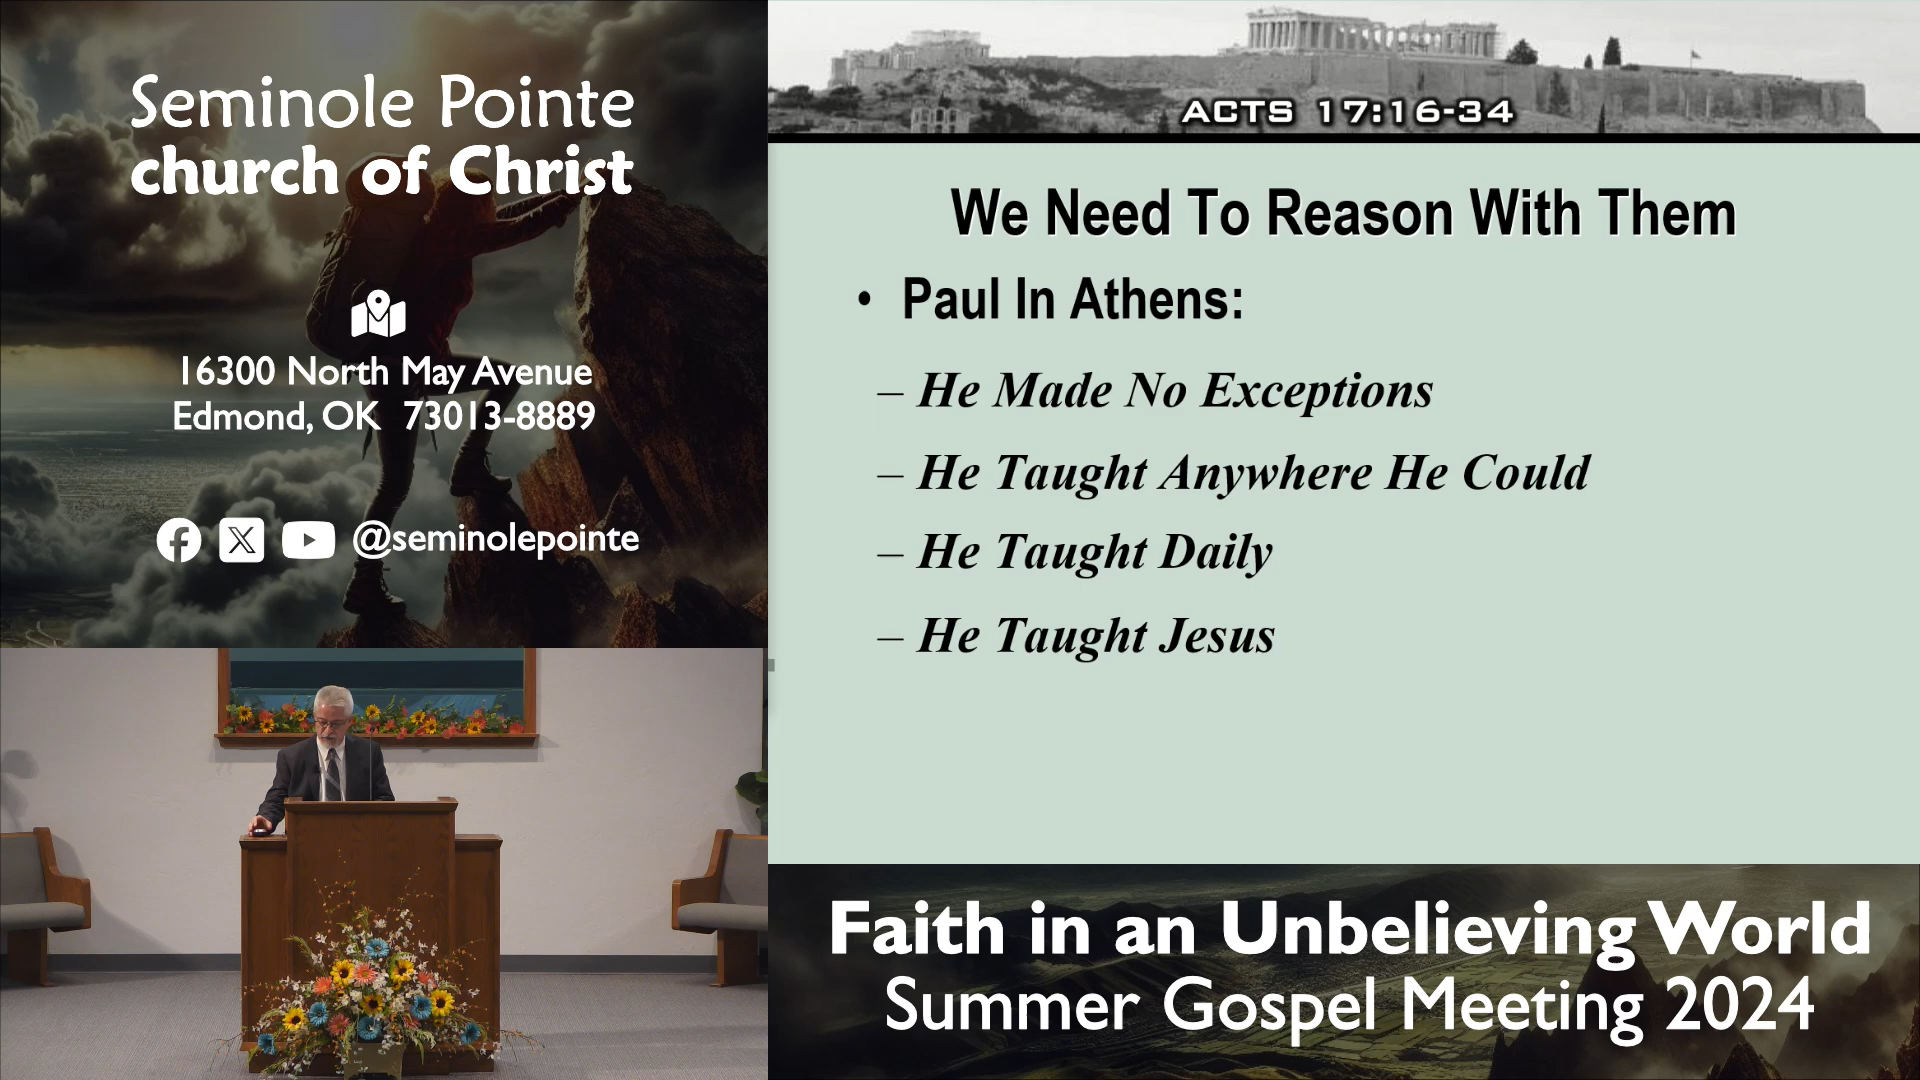 Seminole Pointe
church of Christ
16300 North May Avenue
Edmond, OK 73013-8889
@seminolepointe
ACTS 17:16-34
We Need To Reason With Them
• Paul In Athens:
– He Made No Exceptions
– He Taught Anywhere He Could
– He Taught Daily
– He Taught Jesus
Faith in an Unbelieving World
Summer Gospel Meeting 2024